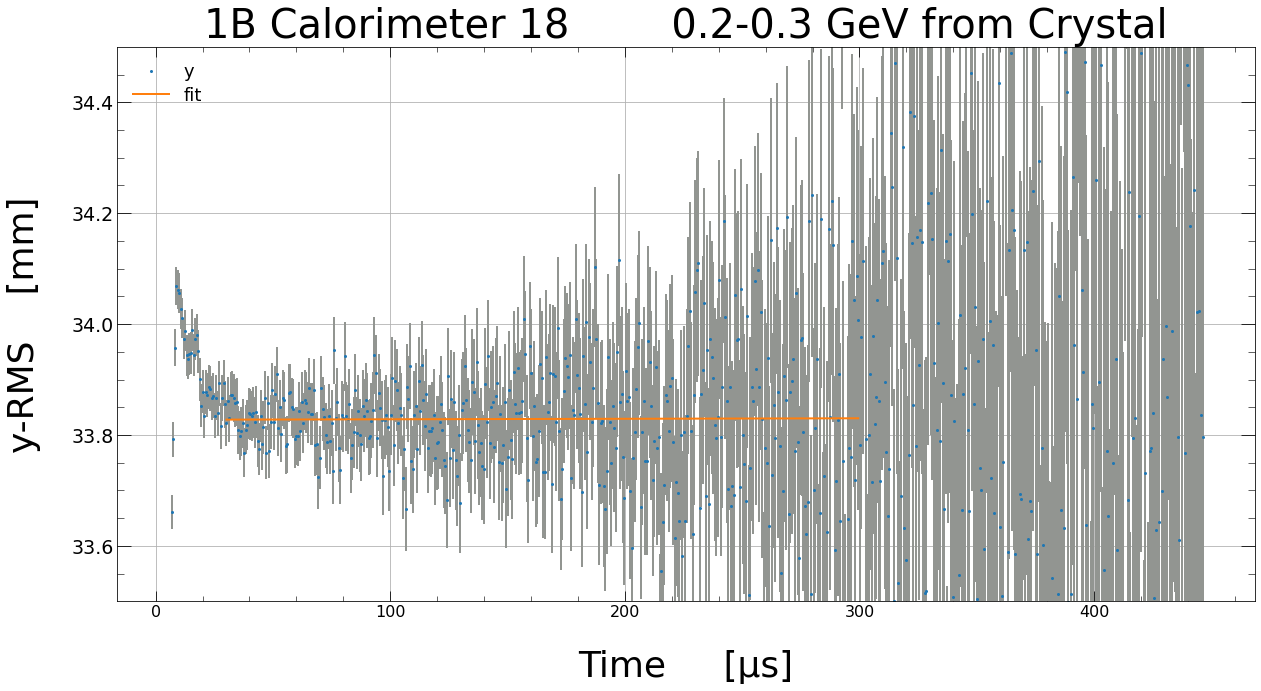 1B Calorimeter 18 0.2-0.3 GeV from Crystal
y
fit
34.4
34.2
34.0
33.8
33.6
y-RMS [mm]
0 100 200 300 400
Time [µs]